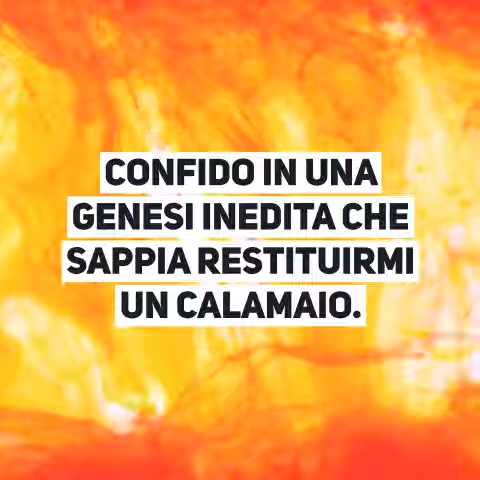 CONFIDO IN UNA
GENESI INEDITA CHE
SAPPIA RESTITUIRMI
UN CALAMAIO.